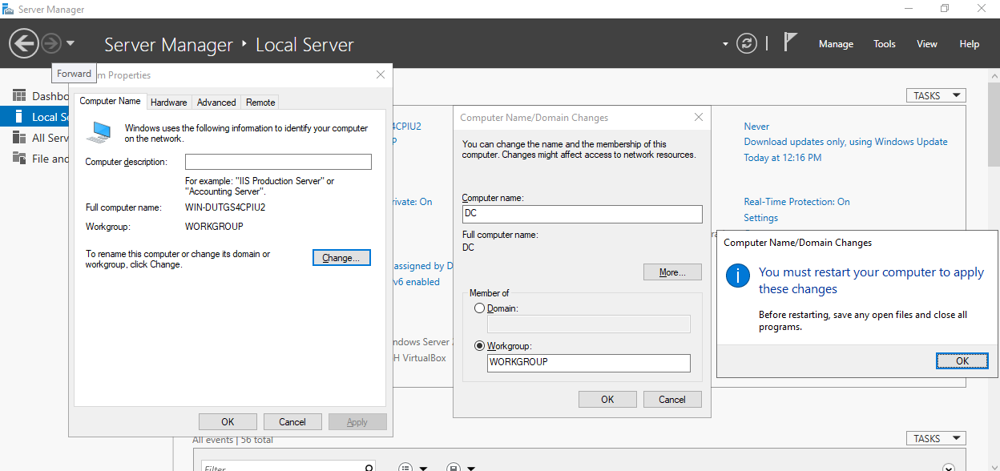 Server Manager
Server Manager ‣ Local Server
Manage Tools View Help
Forward
m Properties
Dashbo
Local Se
All Serv
File and
Computer Name Hardware Advanced Remote
Windows uses the following information to identify your computer
on the network.
Computer description:
For example: "IIS Production Server" or
"Accounting Server".
Full computer name: WIN-DUTGS4CPIU2
Workgroup: WORKGROUP
To rename this computer or change its domain or
workgroup, click Change.
Change...
OK Cancel Apply
4CPIU2
P
rivate: On
assigned by D
v6 enabled
ndows Server
H VirtualBox
Computer Name/Domain Changes
You can change the name and the membership of this
computer. Changes might affect access to network resources.
Computer name:
DC
Full computer name:
DC
More...
Member of
Domain:
Workgroup:
WORKGROUP
OK Cancel
TASKS
Never
Download updates only, using Windows Update
Today at 12:16 PM
Real-Time Protection: On
Settings
Computer Name/Domain Changes
You must restart your computer to apply
these changes
Before restarting, save any open files and close all
programs.
OK
All events | 56 total
TASKS
Filter